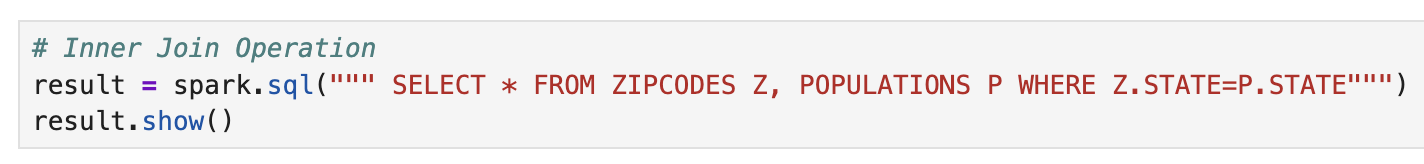 # Inner Join Operation
result = spark.sql(""" SELECT * FROM ZIPCODES Z, POPULATIONS P WHERE Z.STATE=P.STATE""")
result.show()